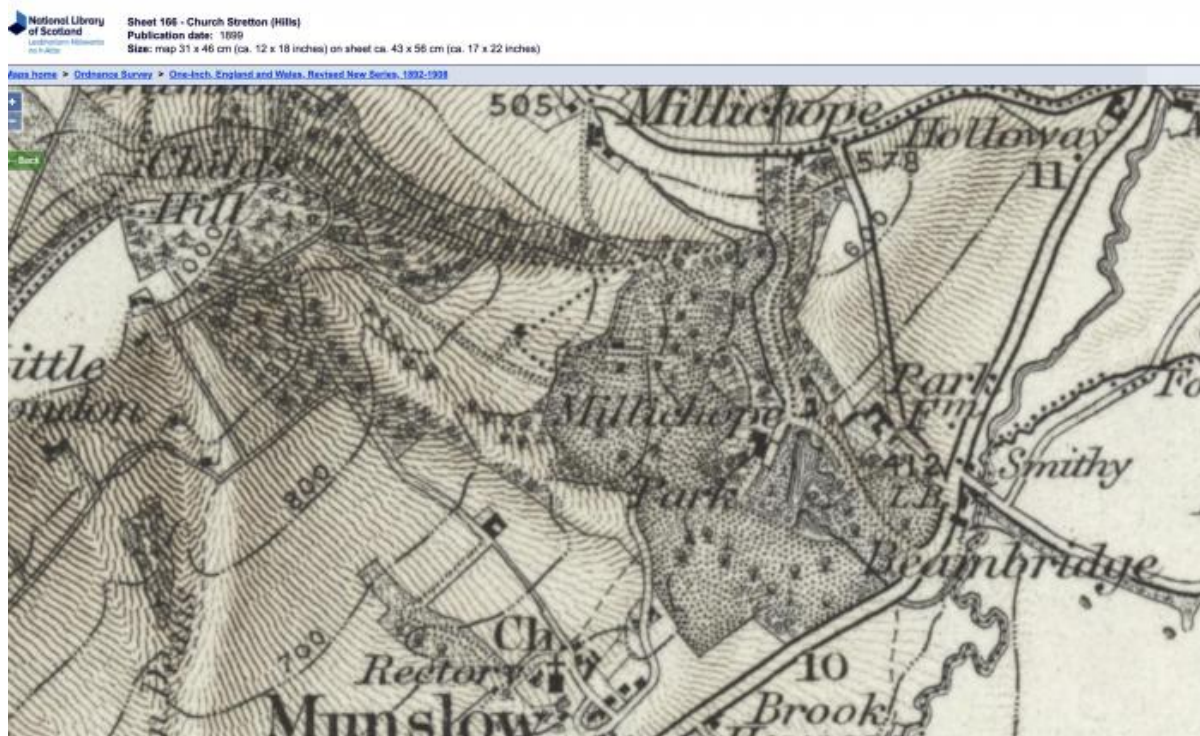 National Library
of Scotland
Sheet 166 - Church Stretton (Hills)
Publication date: 1899
Size: map 31 x 46 cm (ca. 12 x 18 inches) on sheet ca. 43 x 56 cm (ca. 17 x 22 inches)
Maps home > Ordnance Survey > One-Inch, England and Wales, Revised New Series, 1892-1908
+
Back
505
Millichope
Holloway
578
11
Childs
Hill
1000
600
ittle
Park
Fm.
Millichope
Park
412
Smithy
L.B.
800
Beambridge
700
Ch
Rectory
10
Munslow
Brook